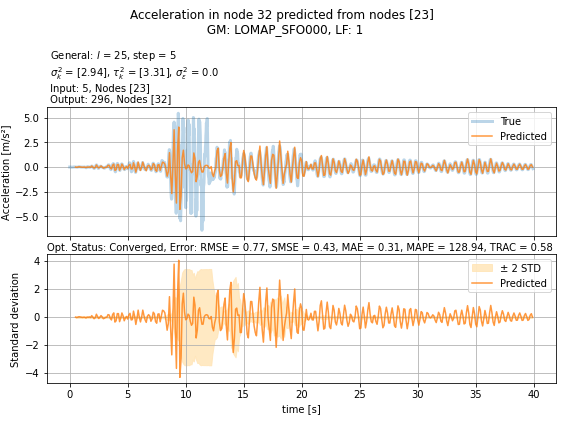 Acceleration in node 32 predicted from nodes [23]
GM: LOMAP_SFO000, LF: 1
General: l = 25, step = 5
σ²ₖ = [2.94], τ²ₖ = [3.31], σ²ε = 0.0
Input: 5, Nodes [23]
Output: 296, Nodes [32]
Acceleration [m/s²]
5.0
2.5
0.0
−2.5
−5.0
True
Predicted
Opt. Status: Converged, Error: RMSE = 0.77, SMSE = 0.43, MAE = 0.31, MAPE = 128.94, TRAC = 0.58
Standard deviation
4
2
0
−2
−4
± 2 STD
Predicted
0 5 10 15 20 25 30 35 40
time [s]